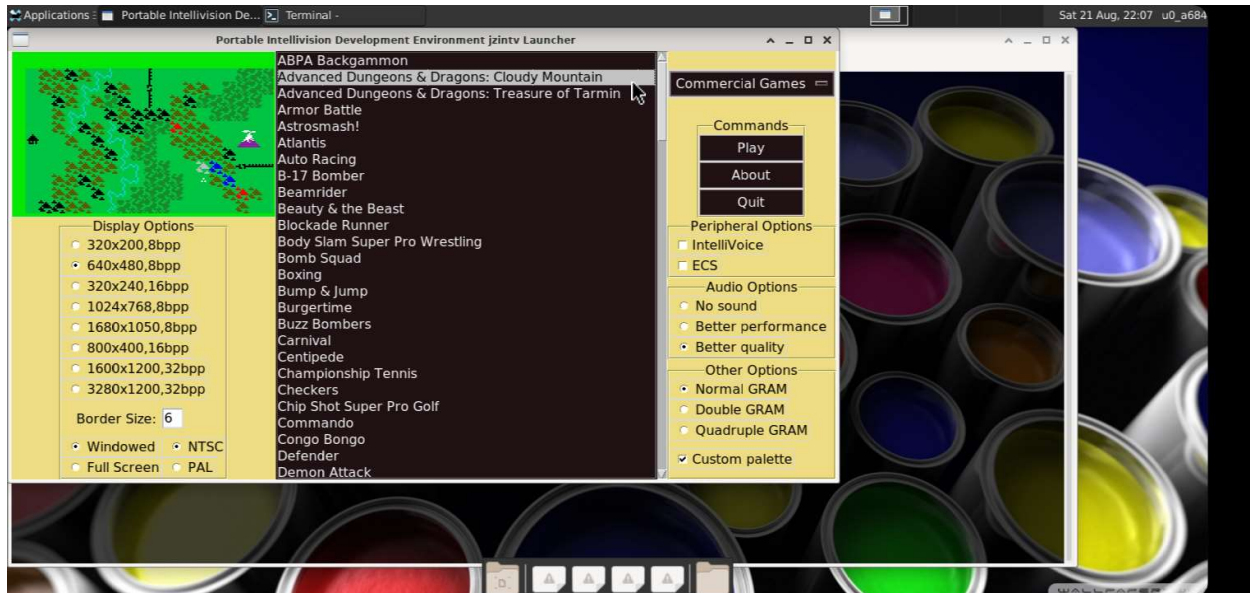 Applications
Portable Intellivision De...
Terminal -
Sat 21 Aug, 22:07 u0_a684
Portable Intellivision Development Environment jzintv Launcher
ABPA Backgammon
Advanced Dungeons & Dragons: Cloudy Mountain
Advanced Dungeons & Dragons: Treasure of Tarmin
Armor Battle
Astrosmash!
Atlantis
Auto Racing
B-17 Bomber
Beamrider
Beauty & the Beast
Blockade Runner
Body Slam Super Pro Wrestling
Bomb Squad
Boxing
Bump & Jump
Burgertime
Buzz Bombers
Carnival
Centipede
Championship Tennis
Checkers
Chip Shot Super Pro Golf
Commando
Congo Bongo
Defender
Demon Attack
Display Options
320x200,8bpp
640x480,8bpp
320x240,16bpp
1024x768,8bpp
1680x1050,8bpp
800x400,16bpp
1600x1200,32bpp
3280x1200,32bpp
Border Size: 6
Windowed NTSC
Full Screen PAL
Commercial Games
Commands
Play
About
Quit
Peripheral Options
IntelliVoice
ECS
Audio Options
No sound
Better performance
Better quality
Other Options
Normal GRAM
Double GRAM
Quadruple GRAM
Custom palette